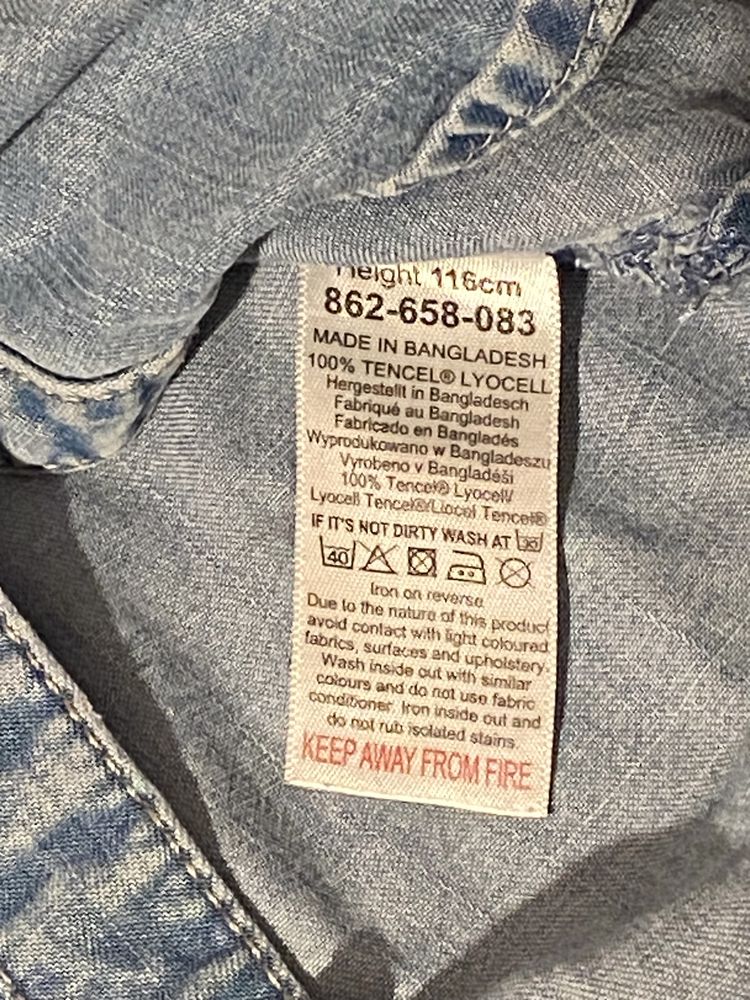 Height 116cm
862-658-083
MADE IN BANGLADESH
100% TENCEL® LYOCELL
Hergestellt in Bangladesch
Fabriqué au Bangladesh
Fabricado en Bangladés
Wyprodukowano w Bangladeszu
Vyrobeno v Bangladéši
100% Tencel® Lyocell/
Lyocell Tencel®/Liocel Tencel®
IF IT'S NOT DIRTY WASH AT 30
40
Iron on reverse
Due to the nature of this product
avoid contact with light coloured
fabrics, surfaces and upholstery.
Wash inside out with similar
colours and do not use fabric
conditioner. Iron inside out and
do not rub isolated stains.
KEEP AWAY FROM FIRE